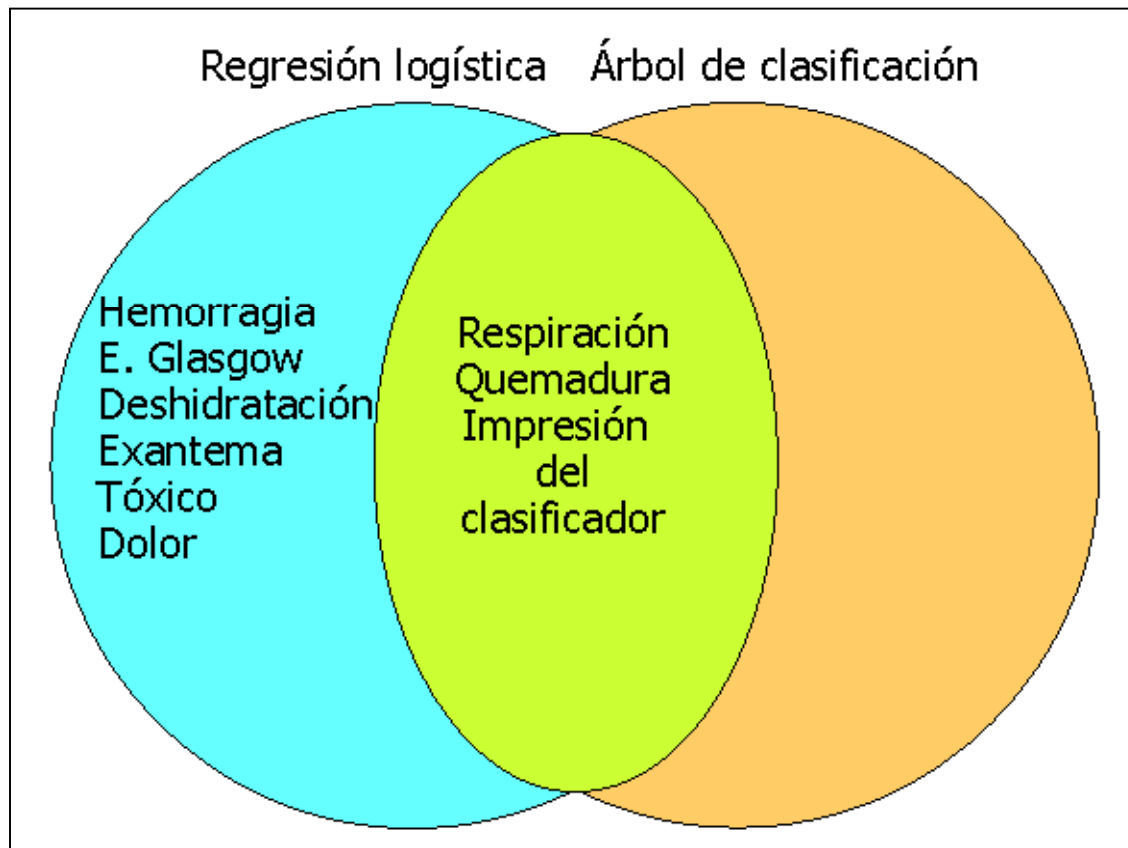 Regresión logística Árbol de clasificación
Hemorragia
E. Glasgow
Deshidratación
Exantema
Tóxico
Dolor
Respiración
Quemadura
Impresión
del
clasificador